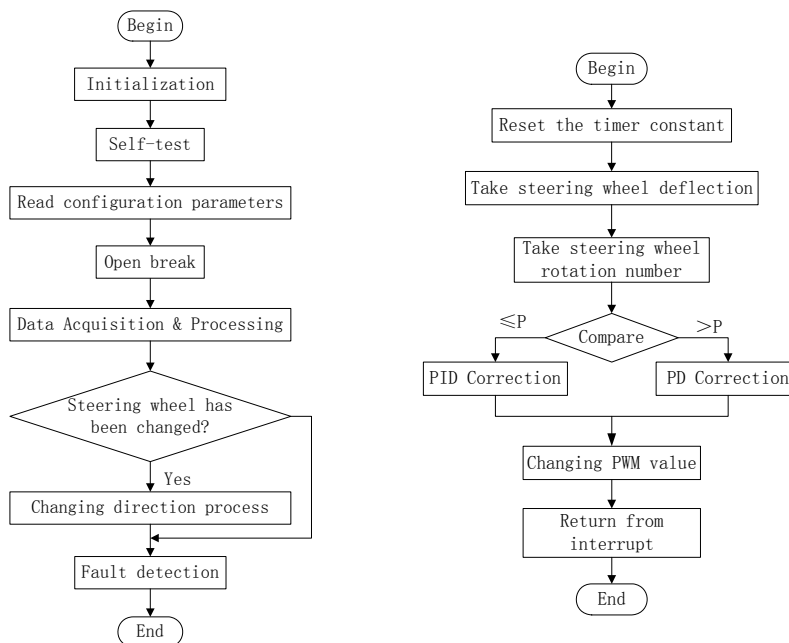 Begin
Initialization
Self-test
Read configuration parameters
Open break
Data Acquisition & Processing
Steering wheel has
been changed?
Yes
Changing direction process
Fault detection
End
Begin
Reset the timer constant
Take steering wheel deflection
Take steering wheel
rotation number
≤P
Compare
>P
PID Correction
PD Correction
Changing PWM value
Return from
interrupt
End